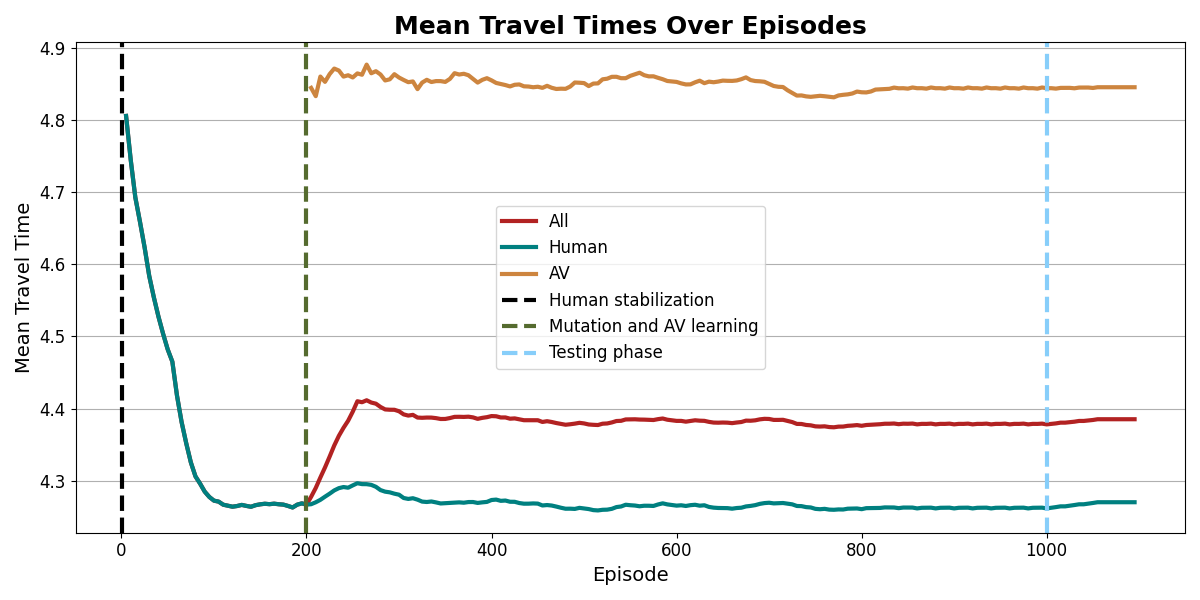 Mean Travel Times Over Episodes
Mean Travel Time
4.9
4.8
4.7
4.6
4.5
4.4
4.3
All
Human
AV
Human stabilization
Mutation and AV learning
Testing phase
0 200 400 600 800 1000
Episode